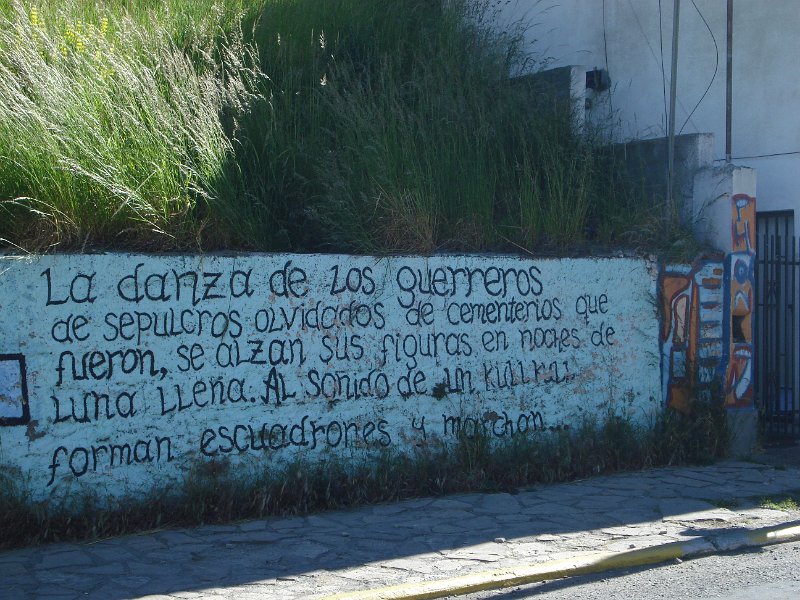 La danza de los guerreros
de sepulcros olvidados de cementerios que
fueron, se alzan sus figuras en noches de
luna llena. Al sonido de un kull
forman escuadrones y marchan...